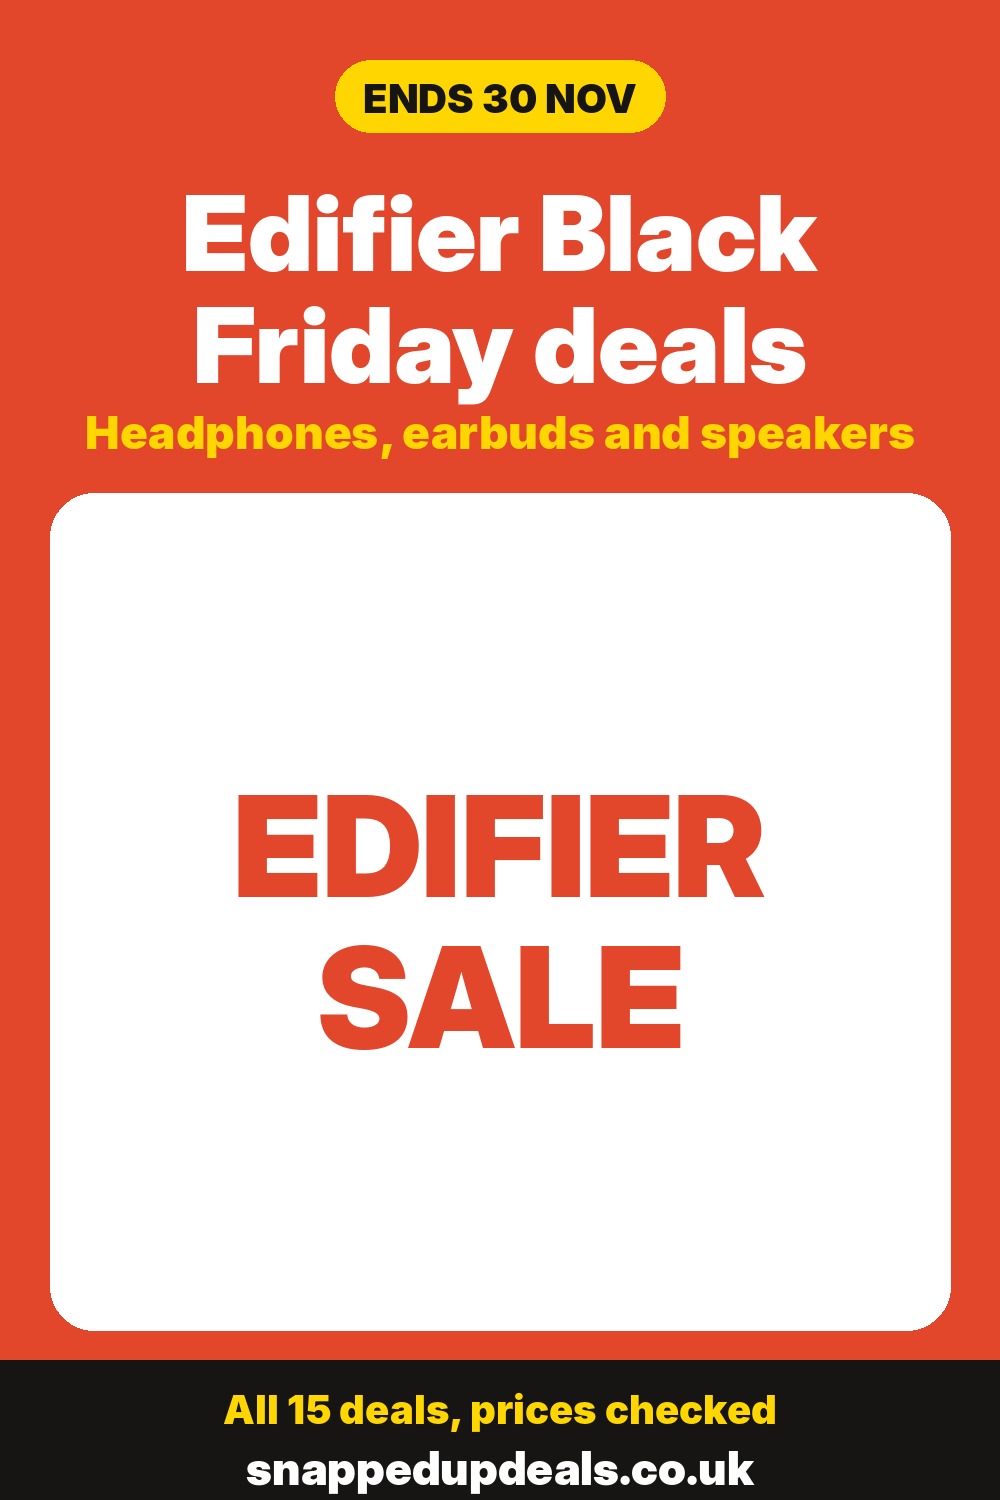 ENDS 30 NOV
Edifier Black
Friday deals
Headphones, earbuds and speakers
EDIFIER
SALE
All 15 deals, prices checked
snappedupdeals.co.uk